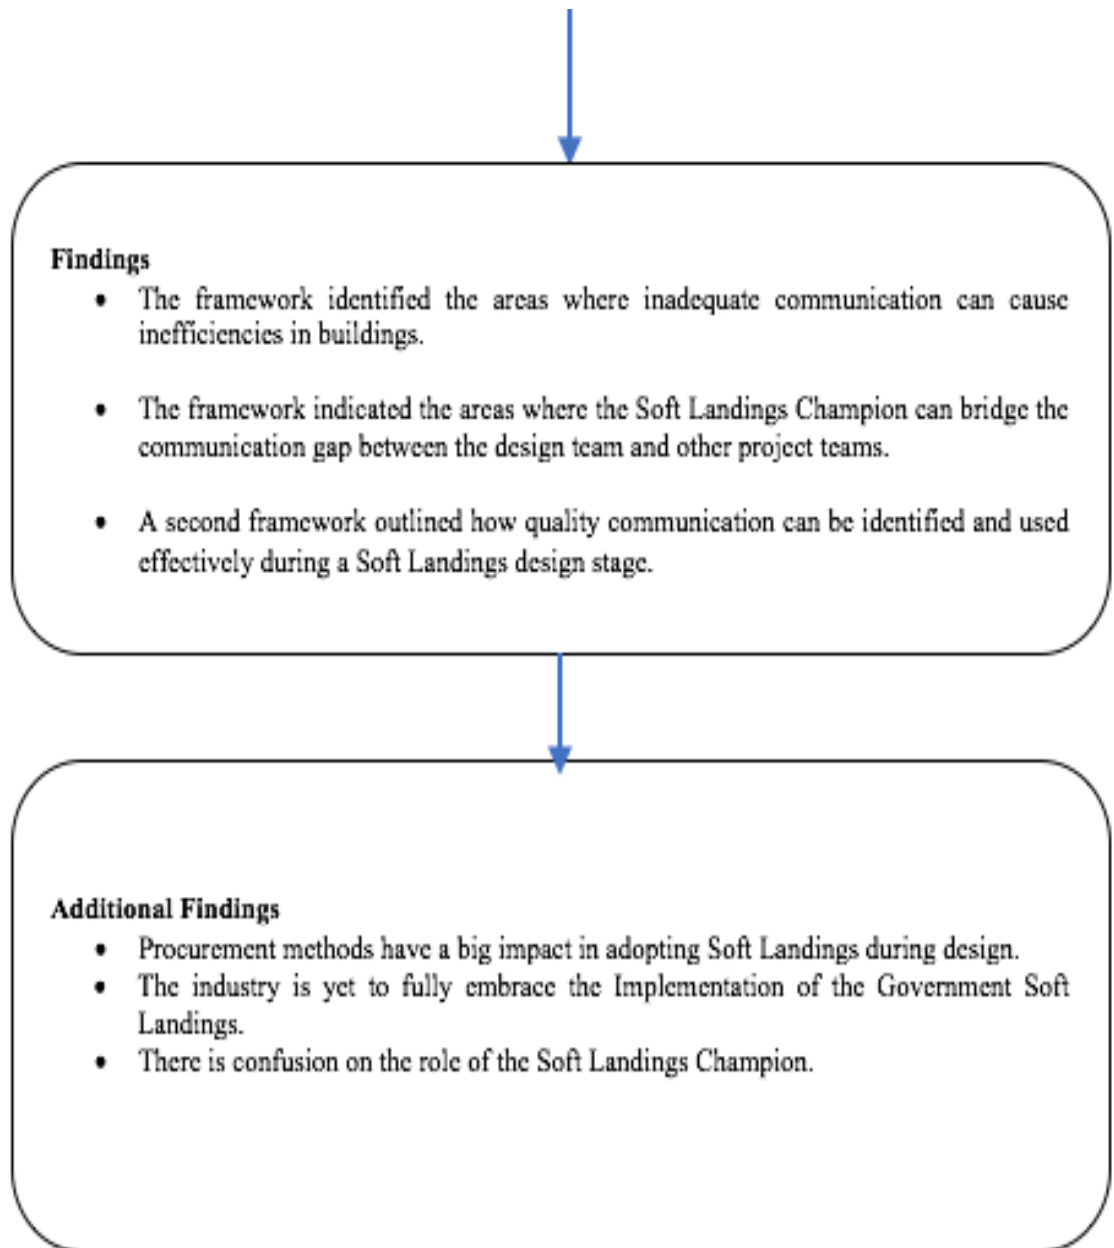 Findings
• The framework identified the areas where inadequate communication can cause
inefficiencies in buildings.
• The framework indicated the areas where the Soft Landings Champion can bridge the
communication gap between the design team and other project teams.
• A second framework outlined how quality communication can be identified and used
effectively during a Soft Landings design stage.
Additional Findings
• Procurement methods have a big impact in adopting Soft Landings during design.
• The industry is yet to fully embrace the Implementation of the Government Soft
Landings.
• There is confusion on the role of the Soft Landings Champion.